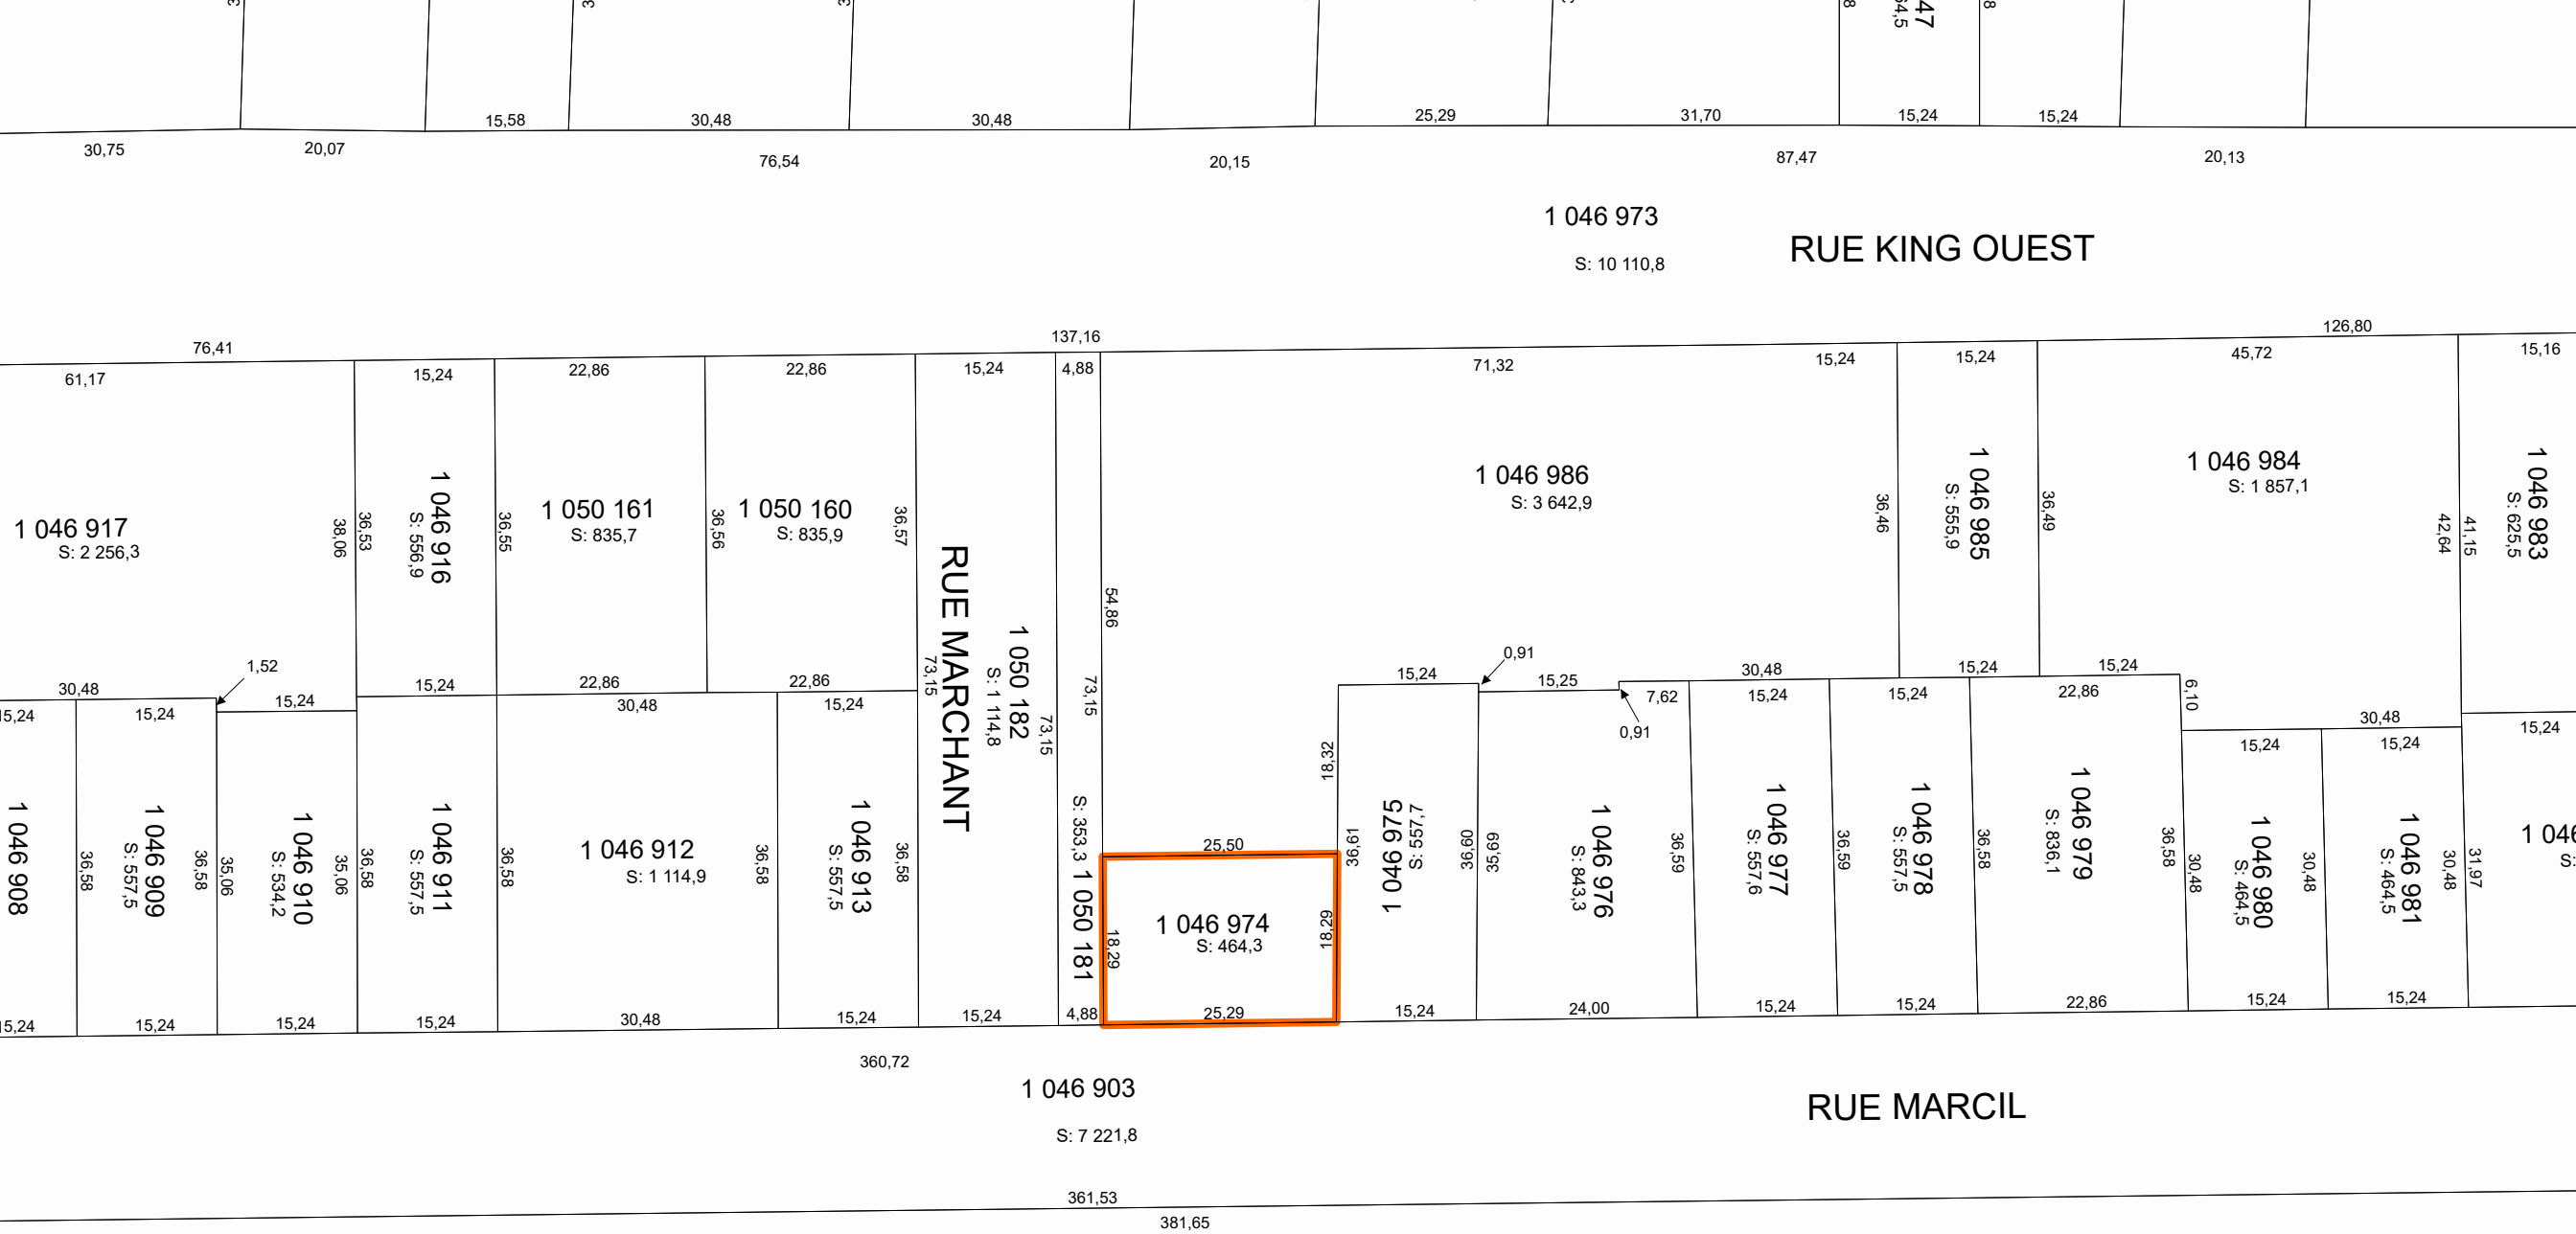 47
64,5
15,58
30,48
30,48
25,29
31,70
15,24
15,24
30,75
20,07
76,54
20,15
87,47
20,13
1 046 973
S: 10 110,8
RUE KING OUEST
76,41
137,16
126,80
61,17
15,24
22,86
22,86
15,24
4,88
71,32
15,24
15,24
45,72
15,16
1 046 917
S: 2 256,3
38,06
36,53
1 046 916
S: 556,9
36,55
1 050 161
S: 835,7
36,56
1 050 160
S: 835,9
36,57
RUE MARCHANT
73,15
1 050 182
S: 1 114,8
73,15
73,15
54,86
1 046 986
S: 3 642,9
36,46
1 046 985
S: 555,9
36,49
1 046 984
S: 1 857,1
42,64
41,15
1 046 983
S: 625,5
1,52
30,48
15,24
15,24
22,86
22,86
15,24
0,91
15,25
30,48
15,24
15,24
6,10
30,48
15,24
15,24
30,48
15,24
7,62
0,91
15,24
15,24
22,86
15,24
15,24
15,24
1 046 908
36,58
1 046 909
S: 557,5
36,58
35,06
1 046 910
S: 534,2
35,06
36,58
1 046 911
S: 557,5
36,58
1 046 912
S: 1 114,9
36,58
1 046 913
S: 557,5
36,58
S: 353,3
1 050 181
18,29
25,50
1 046 974
S: 464,3
18,29
25,29
18,32
36,61
1 046 975
S: 557,7
36,60
35,69
1 046 976
S: 843,3
36,59
1 046 977
S: 557,6
36,59
1 046 978
S: 557,5
36,58
1 046 979
S: 836,1
36,58
30,48
1 046 980
S: 464,5
30,48
1 046 981
S: 464,5
30,48
31,97
1 046
S:
15,24
15,24
15,24
15,24
30,48
15,24
15,24
4,88
15,24
24,00
15,24
15,24
22,86
15,24
15,24
360,72
1 046 903
S: 7 221,8
RUE MARCIL
361,53
381,65